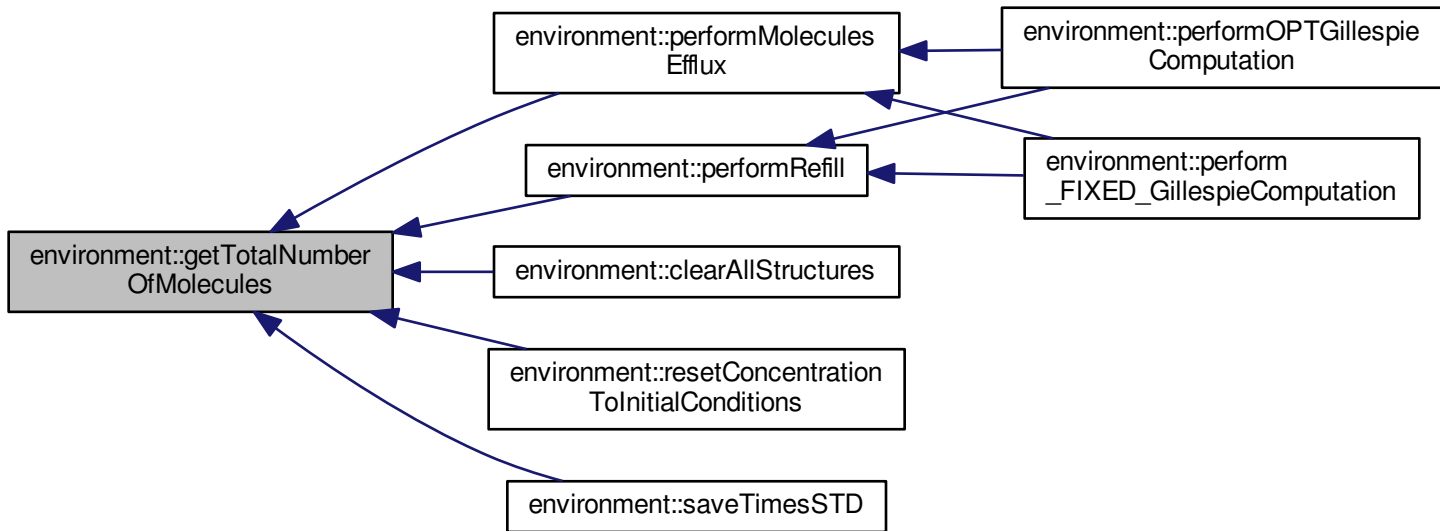 environment::performMolecules
Efflux
environment::performOPTGillespie
Computation
environment::performRefill
environment::perform
_FIXED_GillespieComputation
environment::getTotalNumber
OfMolecules
environment::clearAllStructures
environment::resetConcentration
ToInitialConditions
environment::saveTimesSTD